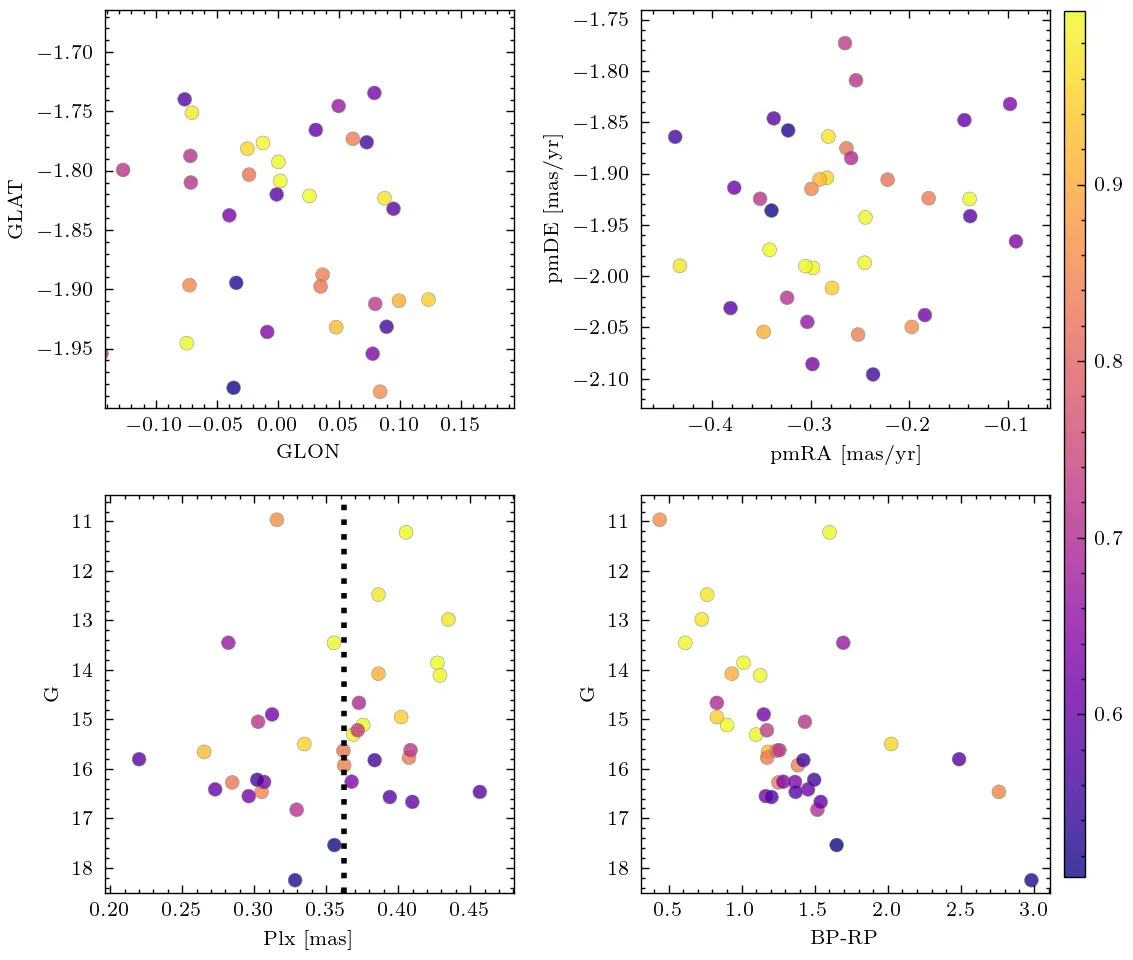 −1.70
−1.75
−1.80
−1.85
−1.90
−1.95
GLAT
−0.10 −0.05 0.00 0.05 0.10 0.15
GLON
−1.75
−1.80
−1.85
−1.90
−1.95
−2.00
−2.05
−2.10
pmDE [mas/yr]
−0.4 −0.3 −0.2 −0.1
pmRA [mas/yr]
0.9
0.8
0.7
0.6
11
12
13
14
15
16
17
18
G
0.20 0.25 0.30 0.35 0.40 0.45
Plx [mas]
11
12
13
14
15
16
17
18
G
0.5 1.0 1.5 2.0 2.5 3.0
BP-RP